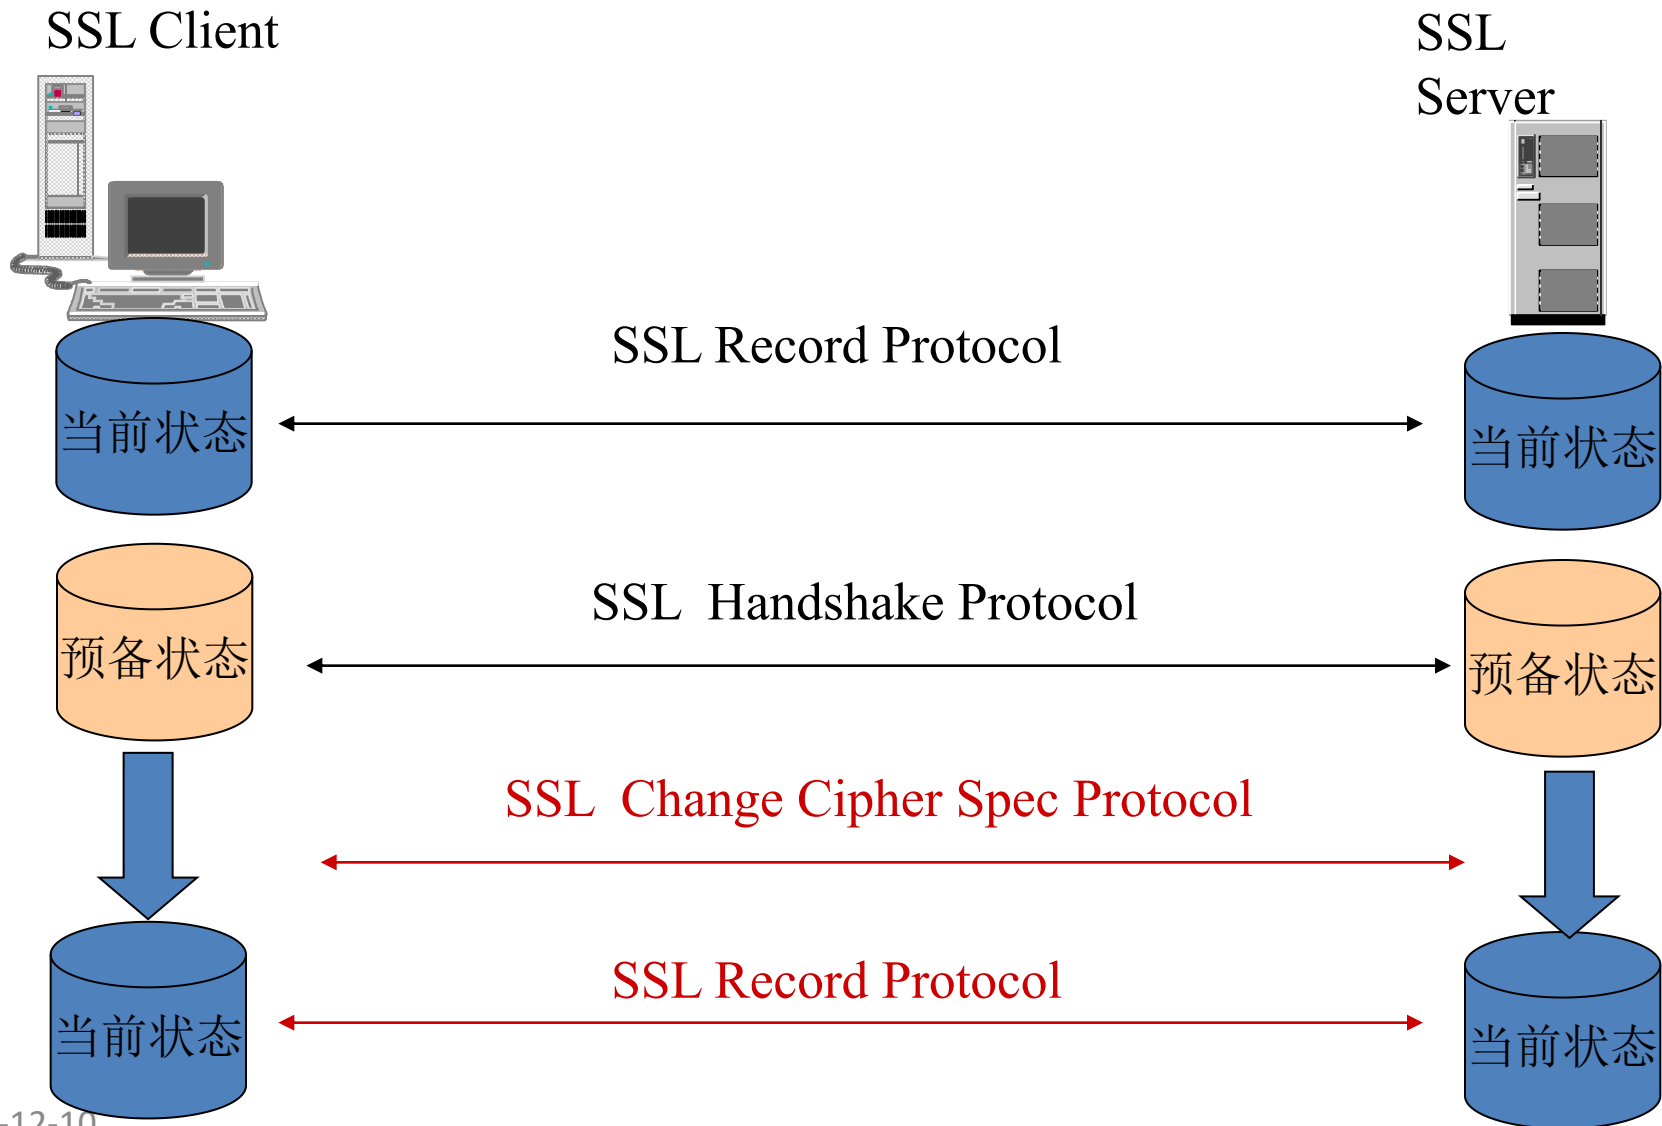 SSL Client
SSL
Server
SSL Record Protocol
当前状态
当前状态
SSL Handshake Protocol
预备状态
预备状态
SSL Change Cipher Spec Protocol
SSL Record Protocol
当前状态
当前状态
-12-10